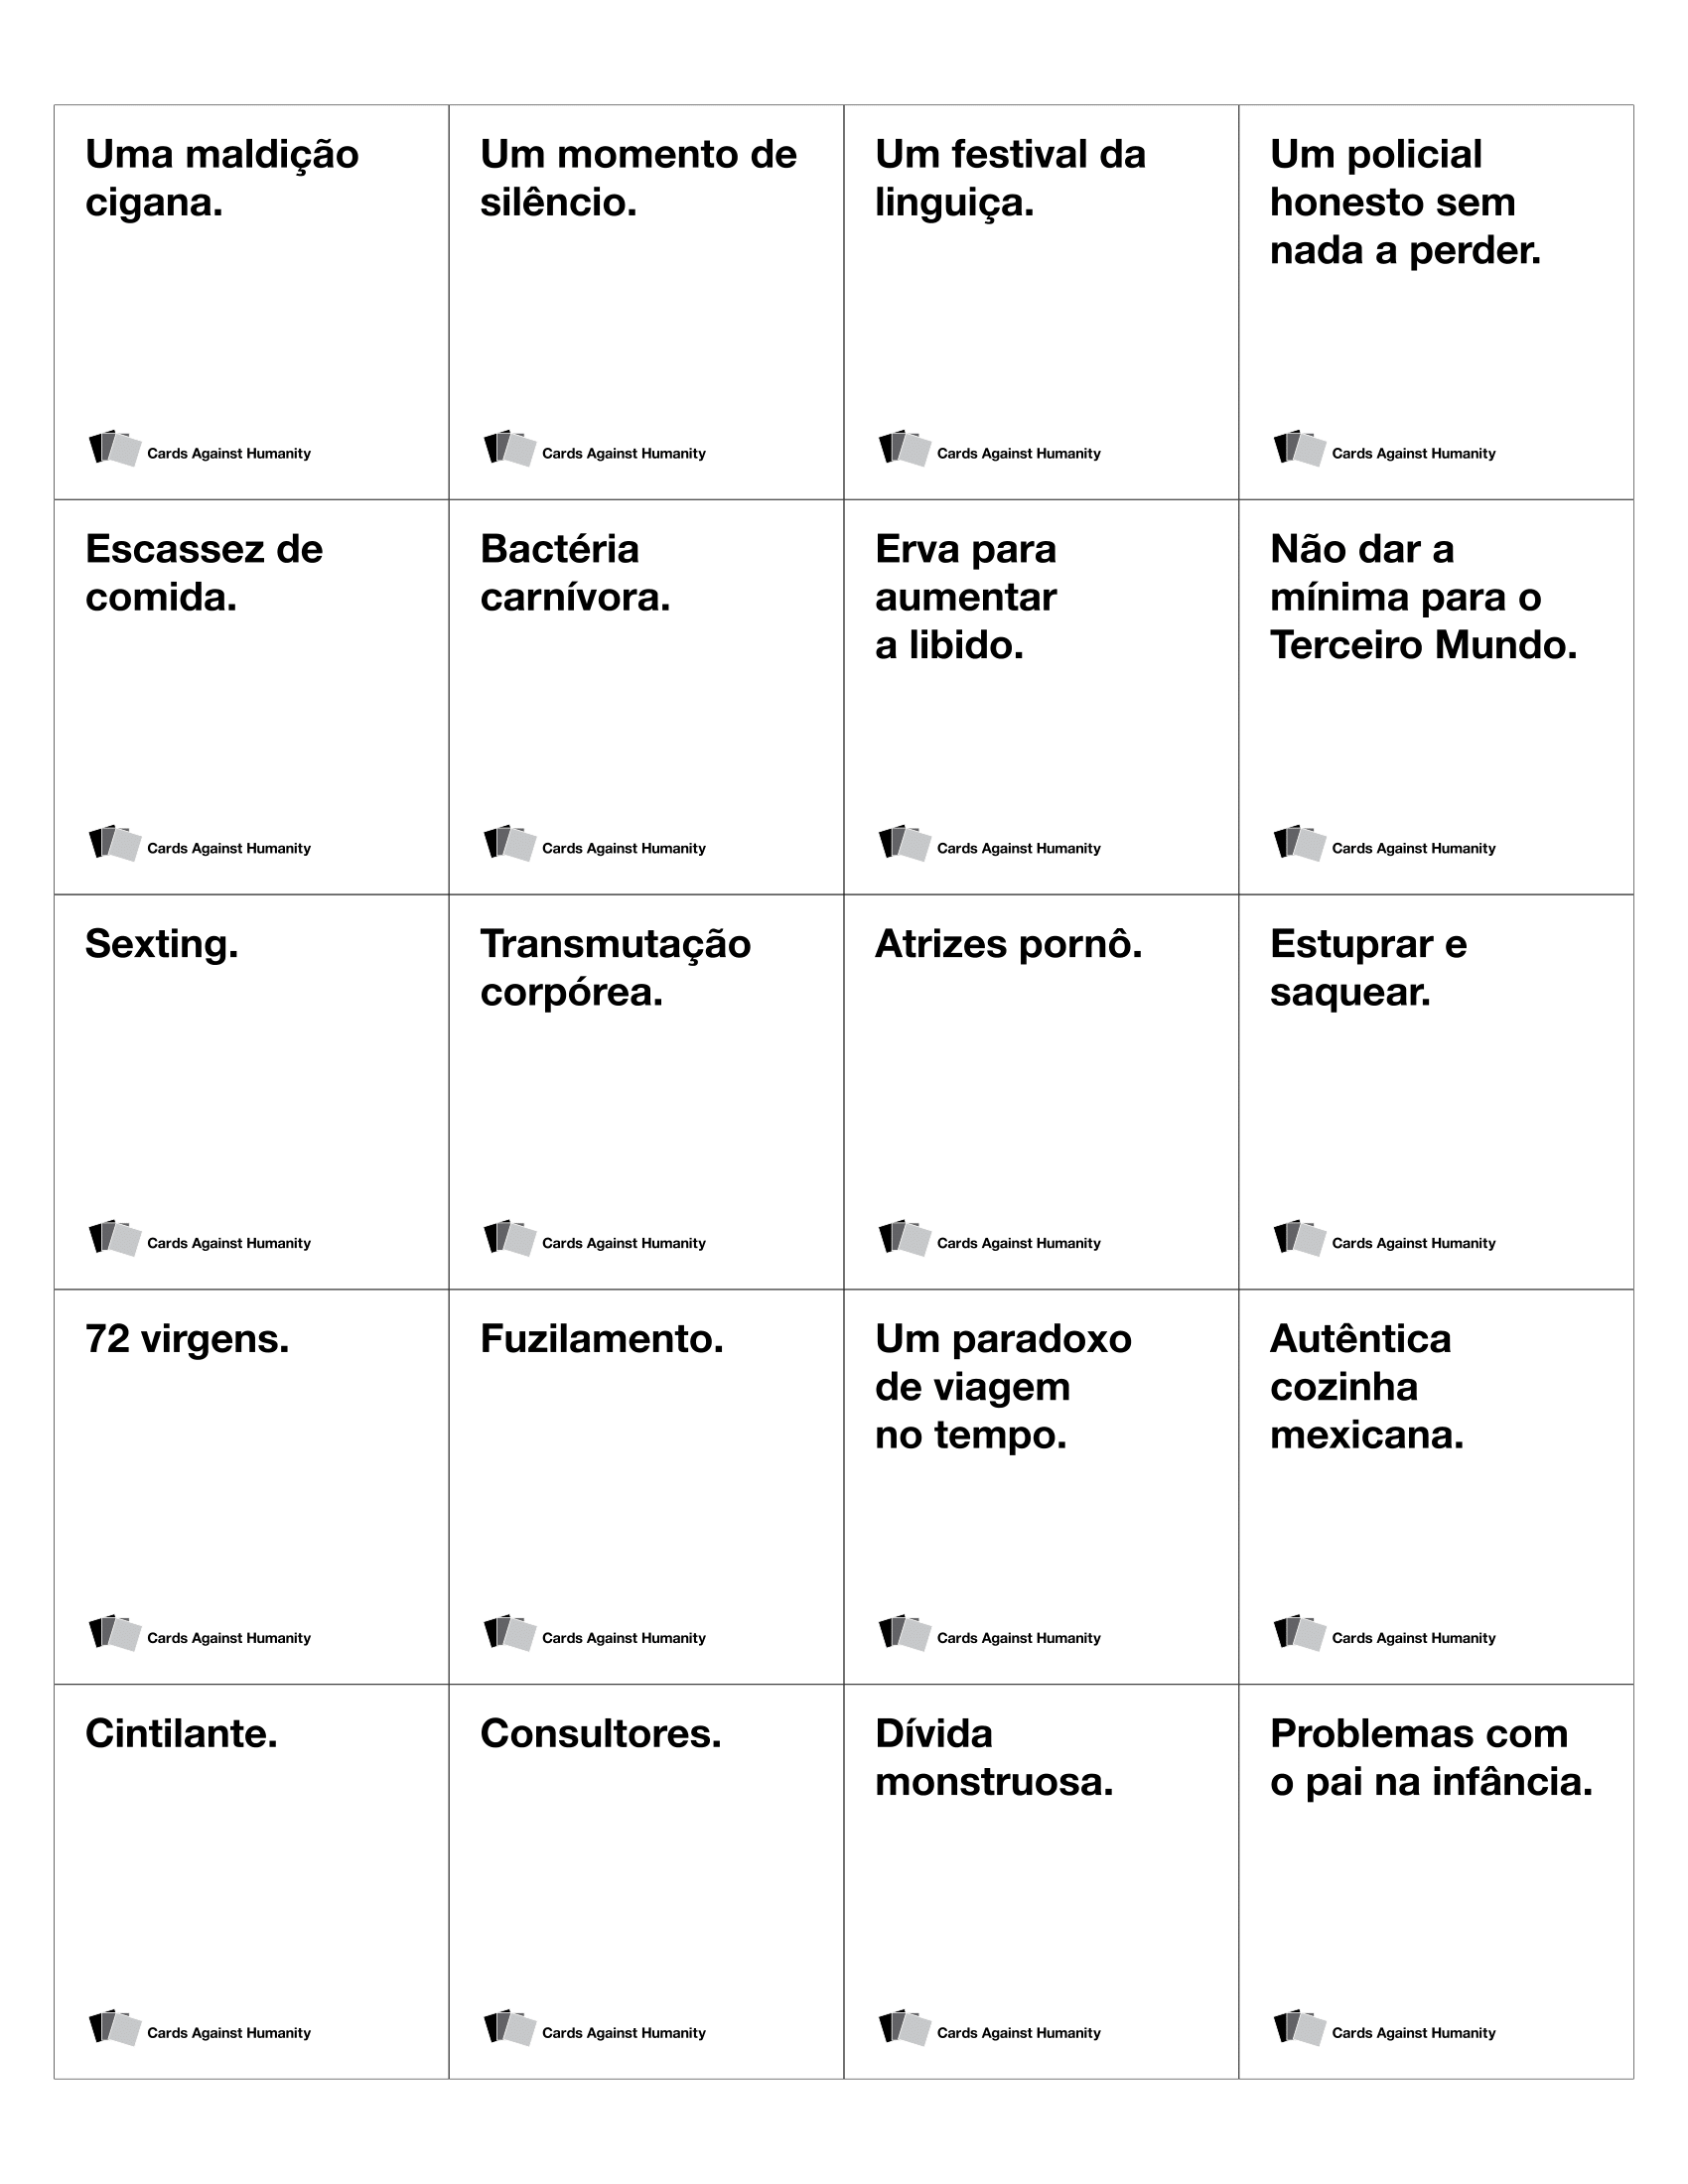 Uma maldição
cigana.
Cards Against Humanity
Um momento de
silêncio.
Cards Against Humanity
Um festival da
linguiça.
Cards Against Humanity
Um policial
honesto sem
nada a perder.
Cards Against Humanity
Escassez de
comida.
Cards Against Humanity
Bactéria
carnívora.
Cards Against Humanity
Erva para
aumentar
a libido.
Cards Against Humanity
Não dar a
mínima para o
Terceiro Mundo.
Cards Against Humanity
Sexting.
Cards Against Humanity
Transmutação
corpórea.
Cards Against Humanity
Atrizes pornô.
Cards Against Humanity
Estuprar e
saquear.
Cards Against Humanity
72 virgens.
Cards Against Humanity
Fuzilamento.
Cards Against Humanity
Um paradoxo
de viagem
no tempo.
Cards Against Humanity
Autêntica
cozinha
mexicana.
Cards Against Humanity
Cintilante.
Cards Against Humanity
Consultores.
Cards Against Humanity
Dívida
monstruosa.
Cards Against Humanity
Problemas com
o pai na infância.
Cards Against Humanity